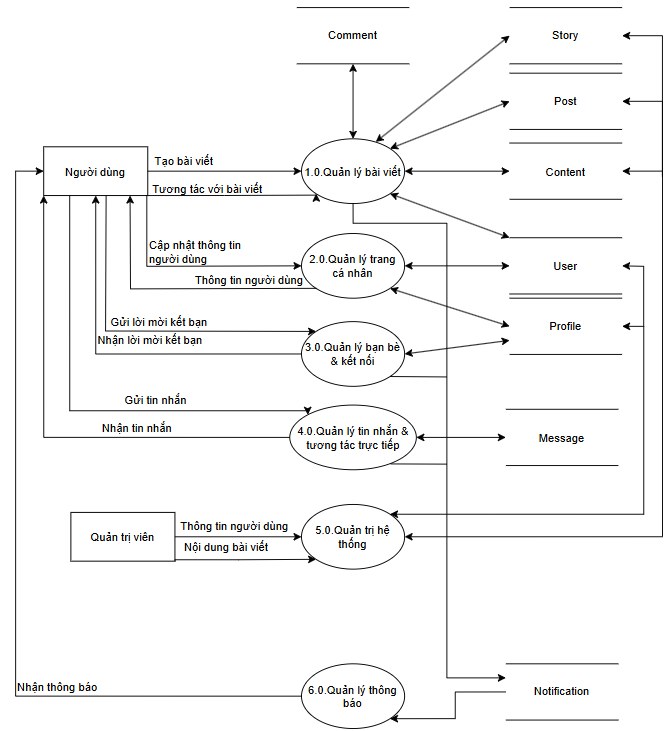 Comment
Story
Post
Người dùng
Tạo bài viết
1.0.Quản lý bài viết
Content
Tương tác với bài viết
Cập nhật thông tin
người dùng
2.0.Quản lý trang
cá nhân
User
Thông tin người dùng
Gửi lời mời kết bạn
Profile
Nhận lời mời kết bạn
3.0.Quản lý bạn bè
& kết nối
Gửi tin nhắn
Nhận tin nhắn
4.0.Quản lý tin nhắn &
tương tác trực tiếp
Message
Quản trị viên
Thông tin người dùng
Nội dung bài viết
5.0.Quản trị hệ
thống
Nhận thông báo
6.0.Quản lý thông
báo
Notification